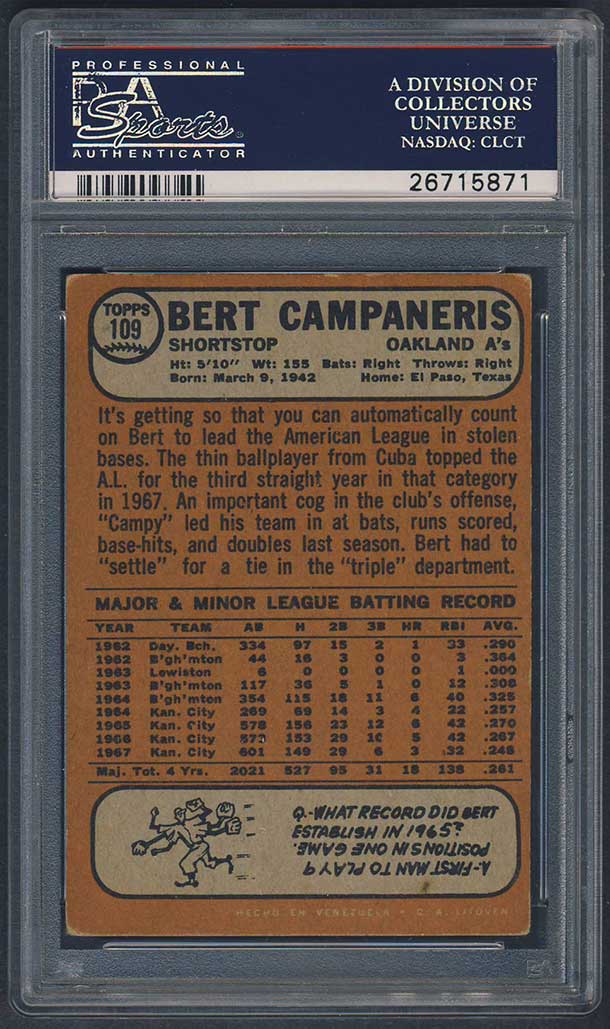 PROFESSIONAL
PSA
Sports
AUTHENTICATOR
A DIVISION OF
COLLECTORS
UNIVERSE
NASDAQ: CLCT
26715871
TOPPS
109
BERT CAMPANERIS
SHORTSTOP OAKLAND A's
Ht: 5'10" Wt: 155 Bats: Right Throws: Right
Born: March 9, 1942 Home: El Paso, Texas
It's getting so that you can automatically count
on Bert to lead the American League in stolen
bases. The thin ballplayer from Cuba topped the
A.L. for the third straight year in that category
in 1967. An important cog in the club's offense,
"Campy" led his team in at bats, runs scored,
base-hits, and doubles last season. Bert had to
"settle" for a tie in the "triple" department.
MAJOR & MINOR LEAGUE BATTING RECORD
YEAR TEAM AB H 2B 3B HR RBI AVG.
1962 Day. Bch. 334 97 15 2 1 33 .290
1962 B'gh'mton 44 16 3 0 0 3 .364
1963 Lewiston 6 0 0 0 0 1 .000
1963 B'gh'mton 117 36 5 1 0 12 .308
1964 B'gh'mton 354 115 18 11 6 40 .325
1964 Kan. City 269 69 14 3 4 22 .257
1965 Kan. City 578 156 23 12 6 42 .270
1966 Kan. City 573 153 29 10 5 42 .267
1967 Kan. City 601 149 29 6 3 32 .248
Maj. Tot. 4 Yrs. 2021 527 95 31 18 138 .261
Q.-WHAT RECORD DID BERT
ESTABLISH IN 1965?
A.-FIRST MAN TO PLAY 9
POSITIONS IN ONE GAME.
HECHO EN VENEZUELA - C. A. LITOVEN